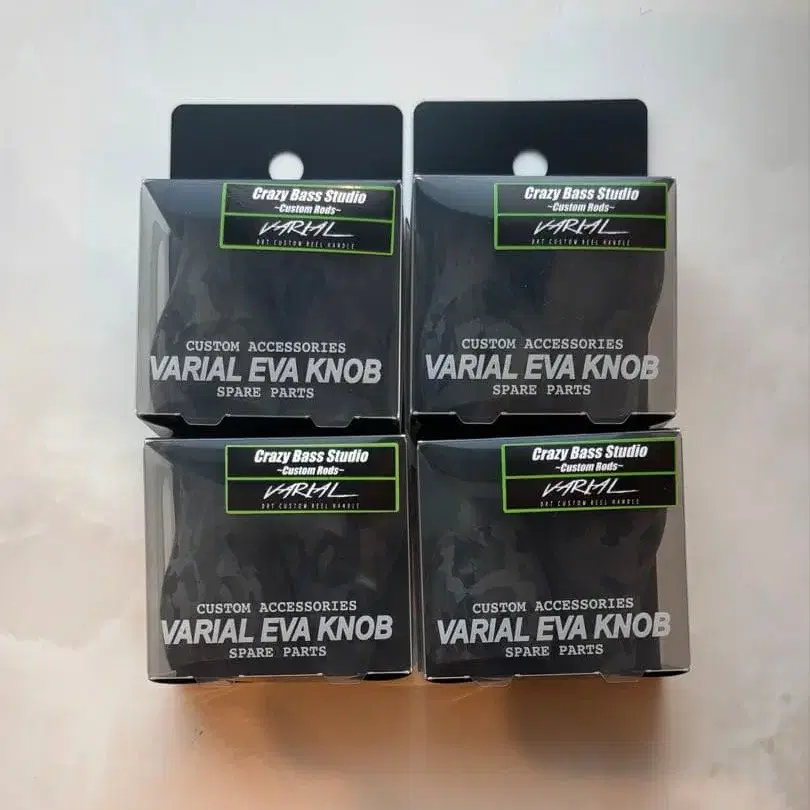 Crazy Bass Studio
~Custom Rods~
VARIAL
DRT CUSTOM REEL HANDLE
CUSTOM ACCESSORIES
VARIAL EVA KNOB
SPARE PARTS
Crazy Bass Studio
~Custom Rods~
VARIAL
DRT CUSTOM REEL HANDLE
CUSTOM ACCESSORIES
VARIAL EVA KNOB
SPARE PARTS
Crazy Bass Studio
~Custom Rods~
VARIAL
DRT CUSTOM REEL HANDLE
CUSTOM ACCESSORIES
VARIAL EVA KNOB
SPARE PARTS
Crazy Bass Studio
~Custom Rods~
VARIAL
DRT CUSTOM REEL HANDLE
CUSTOM ACCESSORIES
VARIAL EVA KNOB
SPARE PARTS